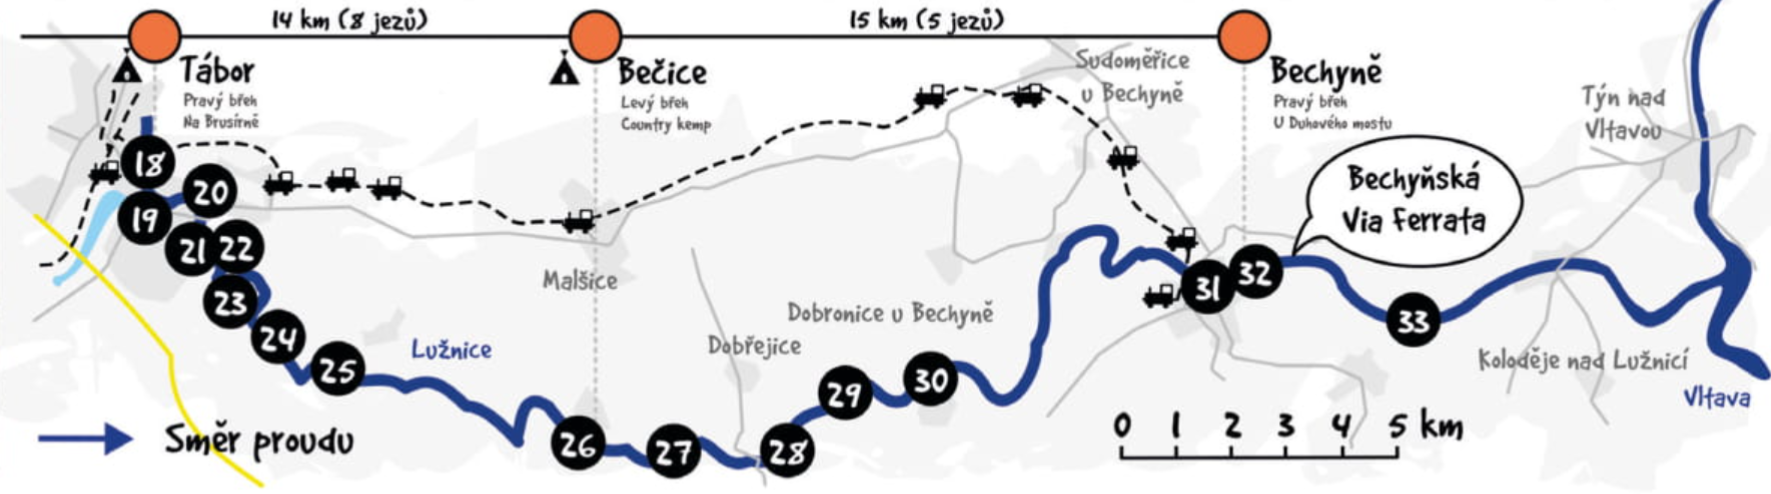 14 km (8 jezů)
15 km (5 jezů)
Tábor
Pravý břeh
Na Brusírně
Bečice
Levý břeh
Country kemp
Sudoměřice
u Bechyně
Bechyně
Pravý břeh
U Duhového mostu
Týn nad
Vltavou
Bechyňská
Via Ferrata
18
19
20
21
22
23
24
25
Lužnice
Malšice
Dobronice u Bechyně
Dobřejice
26
27
28
29
30
31
32
33
Koloděje nad Lužnicí
Vltava
Směr proudu
0 1 2 3 4 5 km